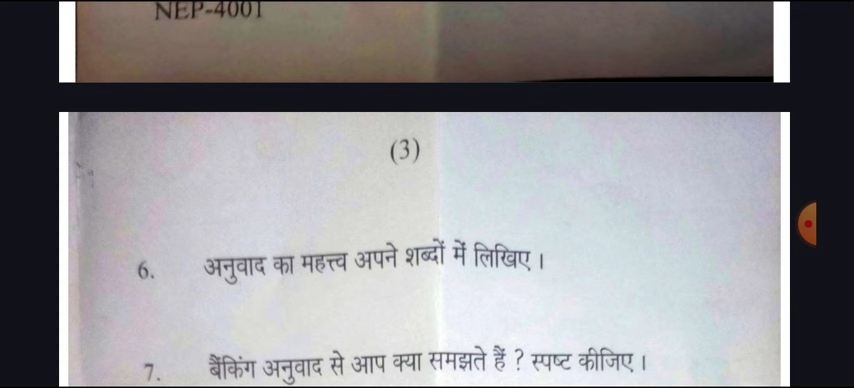 NEP-4001
(3)
6. अनुवाद का महत्त्व अपने शब्दों में लिखिए।
7. बैंकिंग अनुवाद से आप क्या समझते हैं ? स्पष्ट कीजिए।